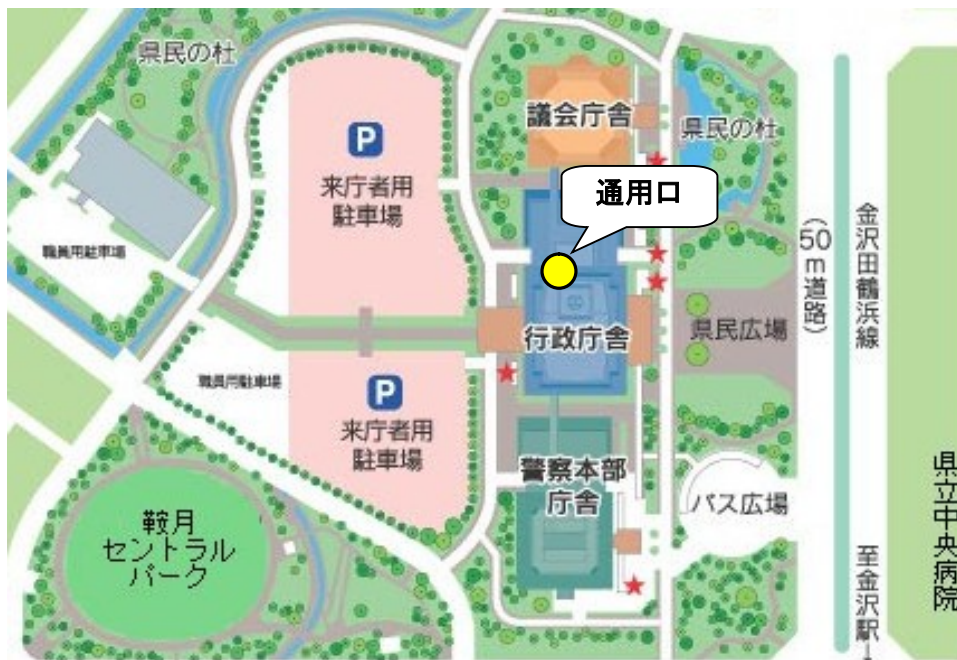 県民の杜
P
来庁者用
駐車場
議会庁舎
県民の杜
通用口
職員用駐車場
行政庁舎
県民広場
(50m道路)
金沢田鶴浜線
職員用駐車場
P
来庁者用
駐車場
警察本部
庁舎
バス広場
鞍月
セントラル
パーク
県立中央病院
至金沢駅→